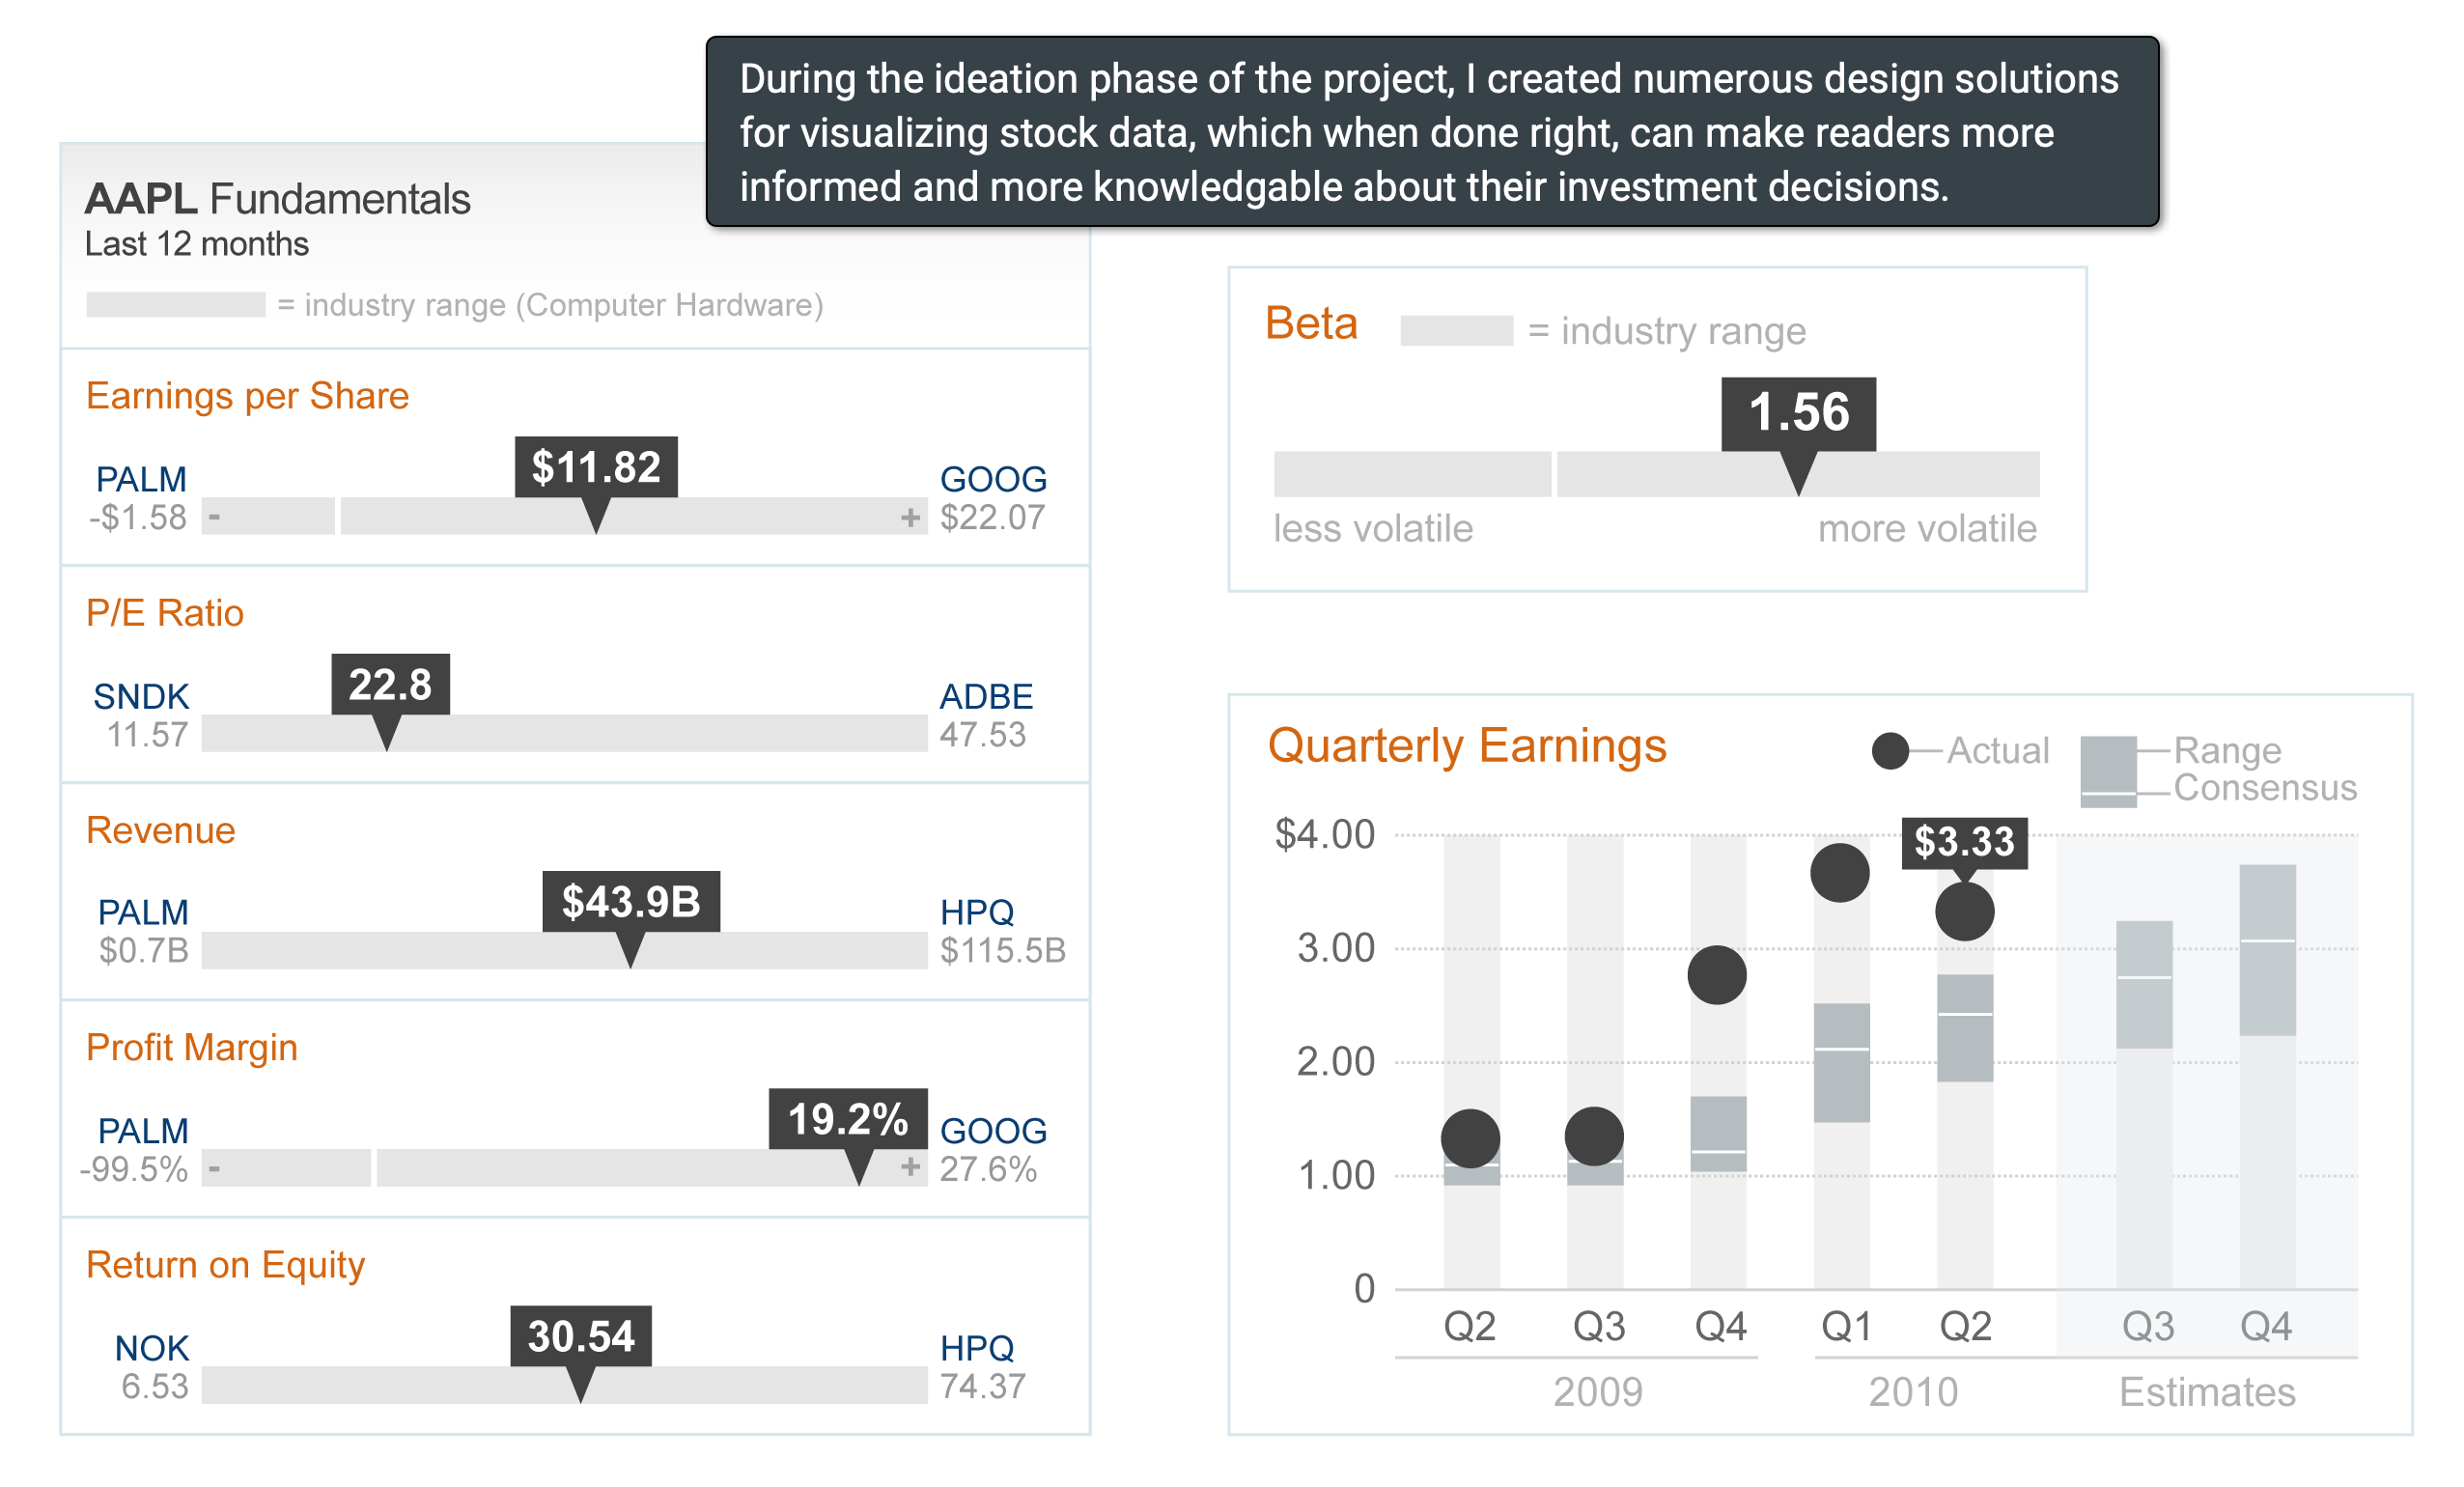 During the ideation phase of the project, I created numerous design solutions
for visualizing stock data, which when done right, can make readers more
informed and more knowledgable about their investment decisions.
AAPL Fundamentals
Last 12 months
= industry range (Computer Hardware)
Earnings per Share
$11.82
PALM
-$1.58
-
+
GOOG
$22.07
P/E Ratio
22.8
SNDK
11.57
ADBE
47.53
Revenue
$43.9B
PALM
$0.7B
HPQ
$115.5B
Profit Margin
19.2%
PALM
-99.5%
-
+
GOOG
27.6%
Return on Equity
30.54
NOK
6.53
HPQ
74.37
Beta
= industry range
1.56
less volatile
more volatile
Quarterly Earnings
Actual
Range
Consensus
$4.00
3.00
2.00
1.00
0
$3.33
Q2 Q3 Q4 Q1 Q2 Q3 Q4
2009 2010 Estimates